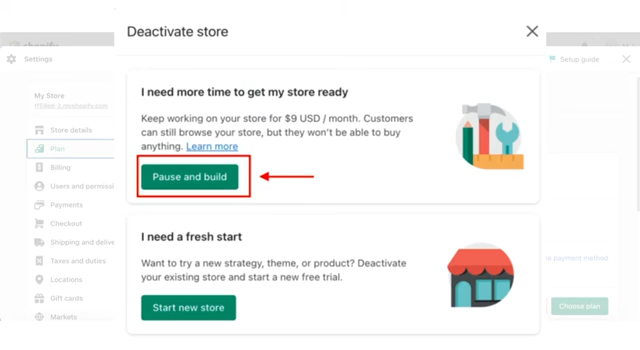 Deactivate store
shopify
Settings
Setup guide
My Store
Store details
Plan
Billing
Users and permissi
Payments
Checkout
Shipping and delive
Taxes and duties
Locations
Gift cards
Markets
I need more time to get my store ready
Keep working on your store for $9 USD / month. Customers
can still browse your store, but they won't be able to buy
anything. Learn more
Pause and build
I need a fresh start
Want to try a new strategy, theme, or product? Deactivate
your existing store and start a new free trial.
Start new store
payment method
Choose plan